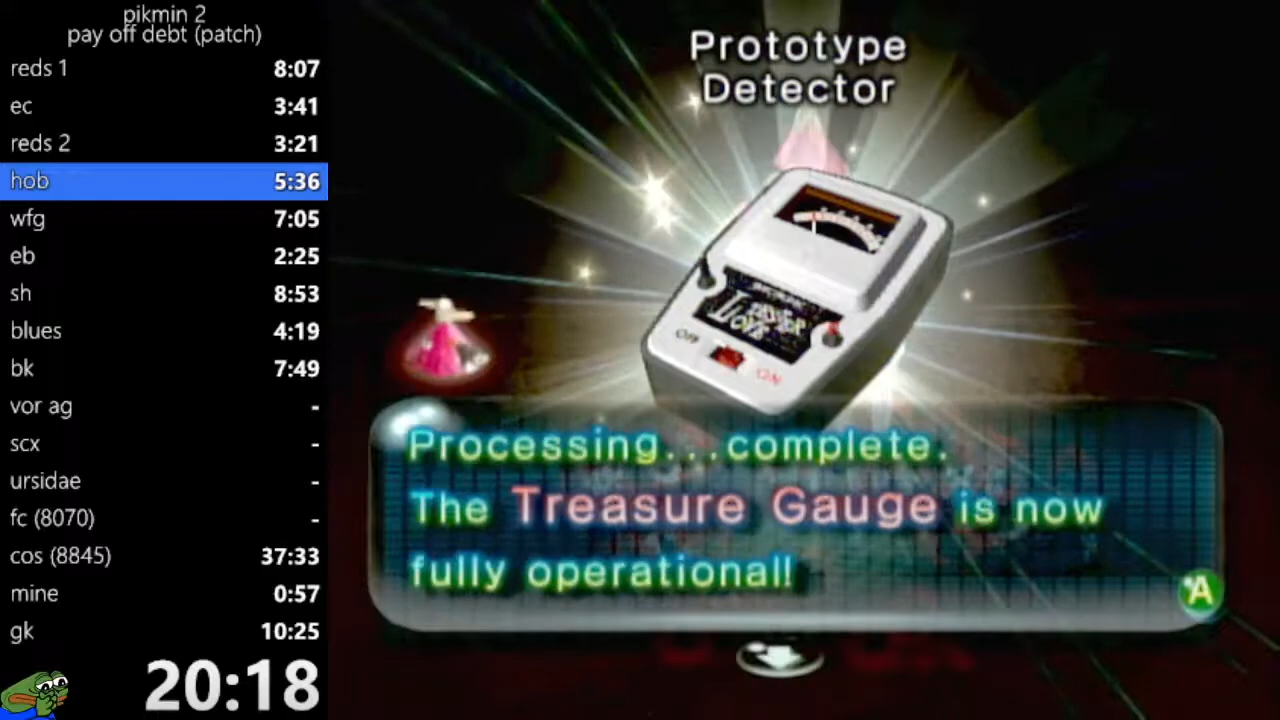 pikmin 2
pay off debt (patch)
reds 1 8:07
ec 3:41
reds 2 3:21
hob 5:36
wfg 7:05
eb 2:25
sh 8:53
blues 4:19
bk 7:49
vor ag -
scx -
ursidae -
fc (8070) -
cos (8845) 37:33
mine 0:57
gk 10:25
20:18
Prototype
Detector
OFF
ON
Processing...complete.
The Treasure Gauge is now
fully operational!
A